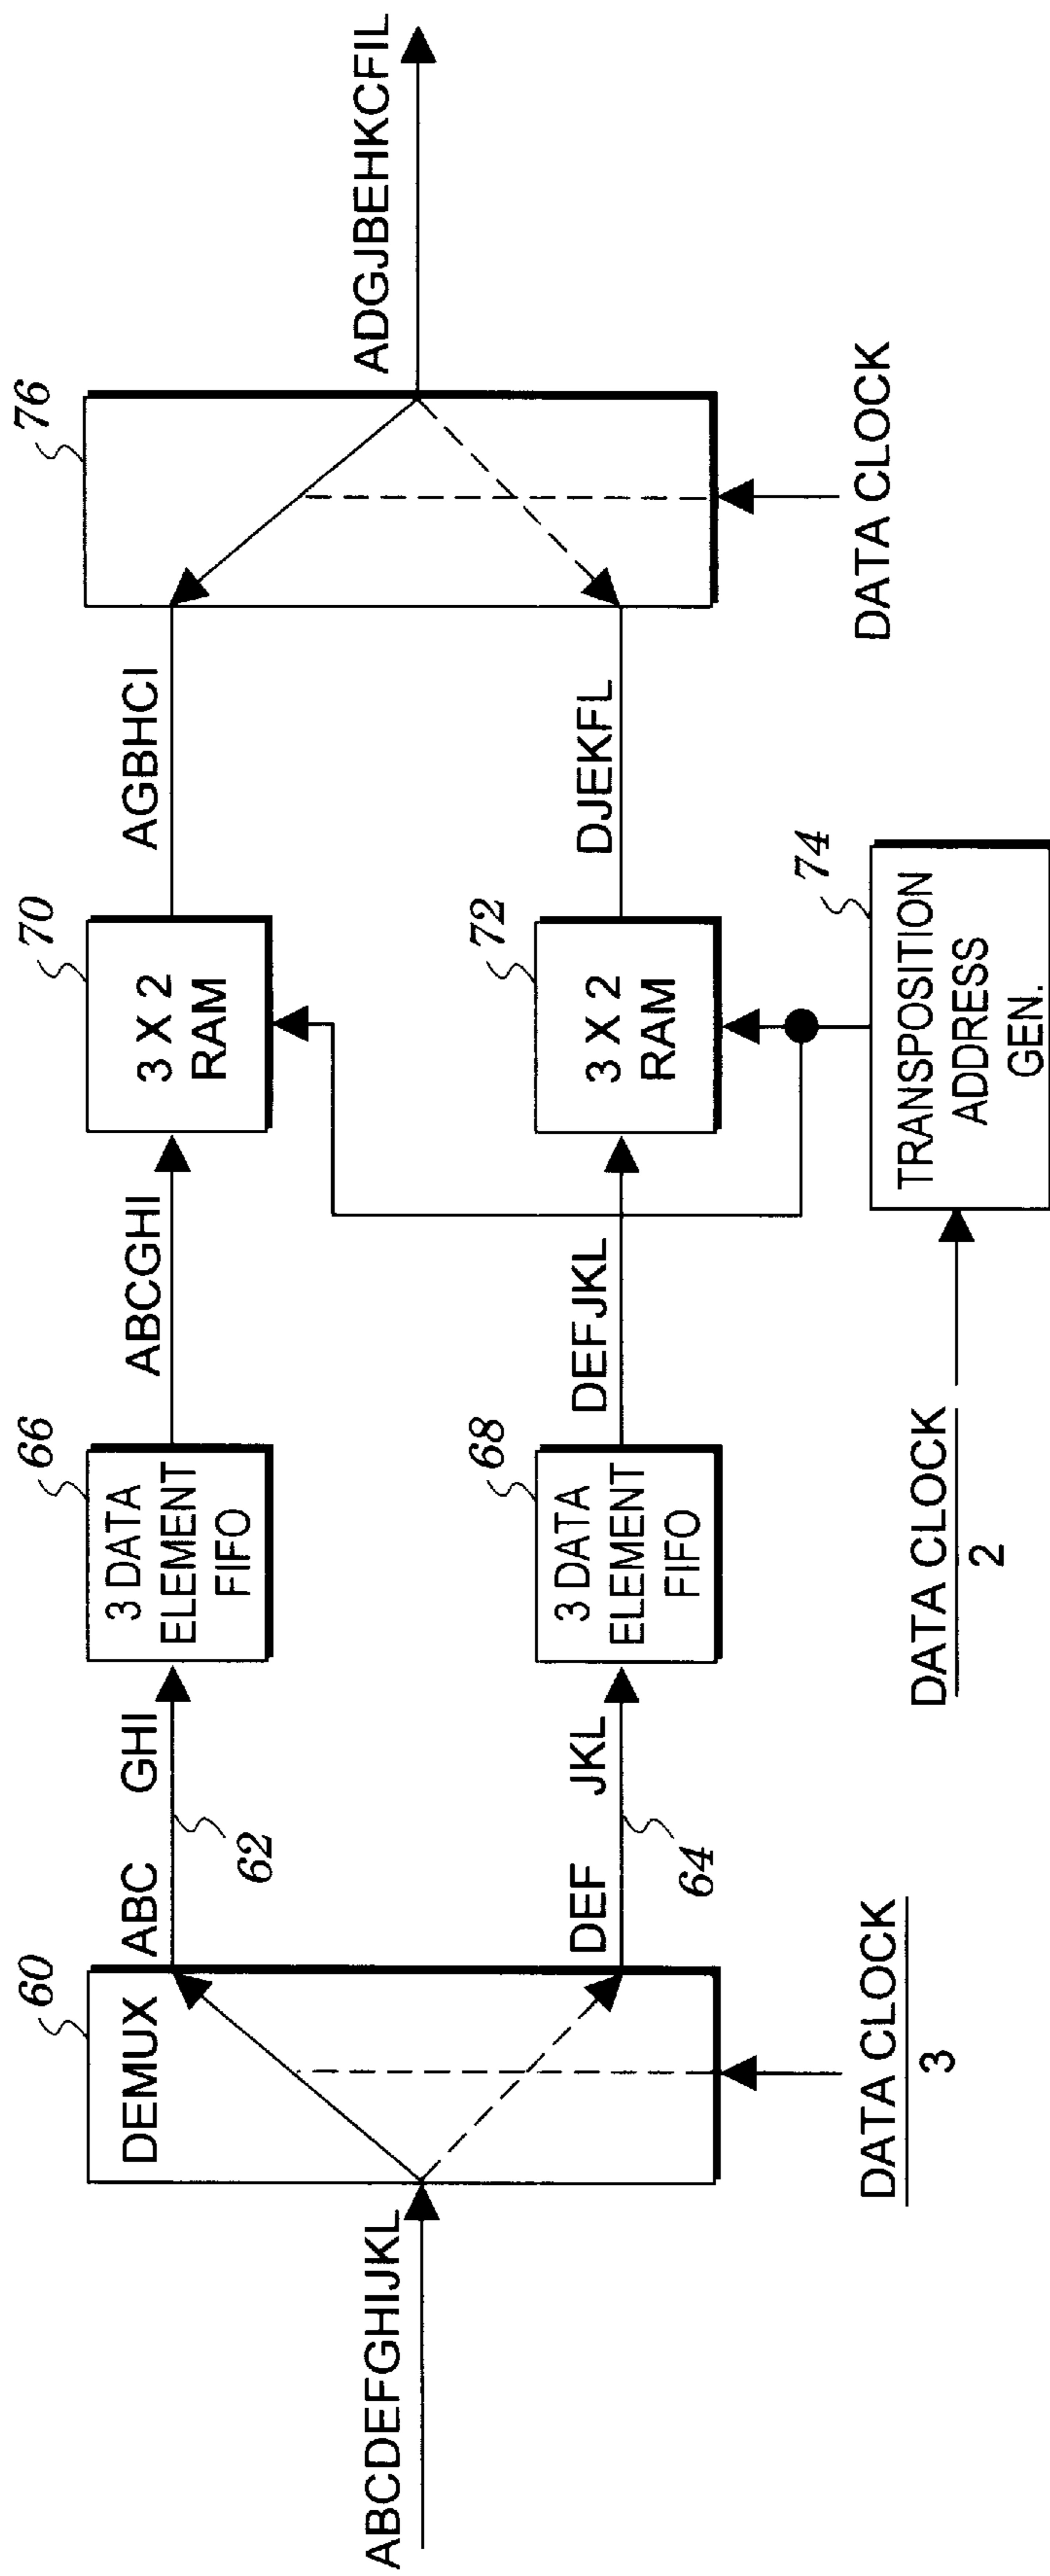 ABCDEFGHIJKL
60
DEMUX
DATA CLOCK
3
ABC GHI
62
DEF JKL
64
66
3 DATA
ELEMENT
FIFO
68
3 DATA
ELEMENT
FIFO
ABCGHI
DEFJKL
DATA CLOCK
2
70
3 X 2
RAM
72
3 X 2
RAM
74
TRANSPOSITION
ADDRESS
GEN.
AGBHCI
DJEKFL
76
DATA CLOCK
ADGJBEHKCFIL